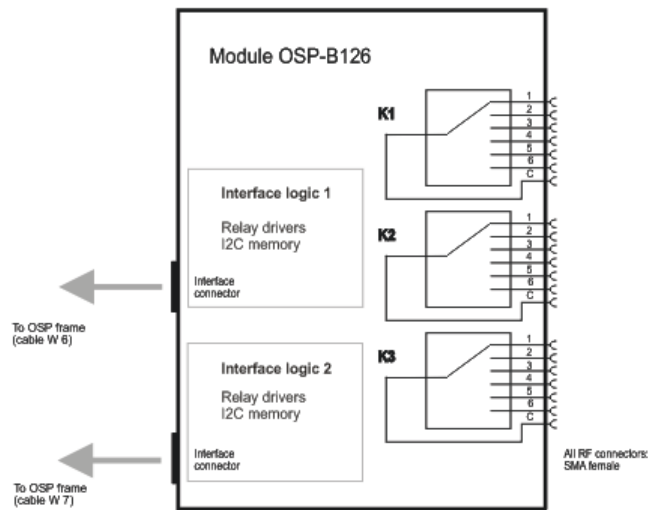 Module OSP-B126
K1
1
2
3
4
5
6
C
Interface logic 1
Relay drivers
I2C memory
Interface
connector
K2
1
2
3
4
5
6
C
To OSP frame
(cable W 6)
K3
1
2
3
4
5
6
C
Interface logic 2
Relay drivers
I2C memory
Interface
connector
All RF connectors:
SMA female
To OSP frame
(cable W 7)